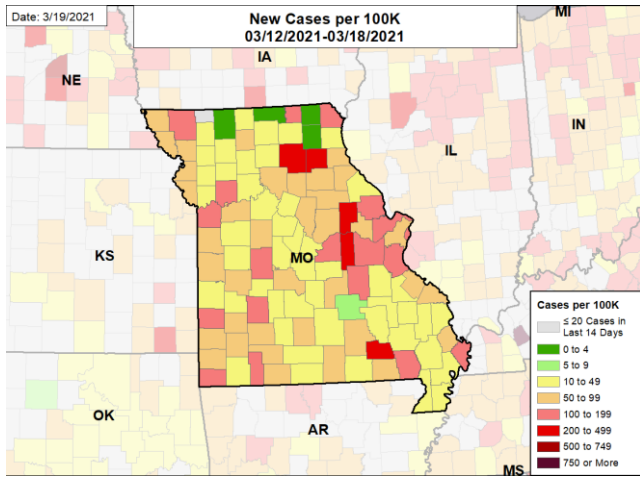 Date: 3/19/2021
New Cases per 100K
03/12/2021-03/18/2021
MI
IA
NE
IN
IL
KS
MO
OK
AR
MS
Cases per 100K
≤ 20 Cases in
Last 14 Days
0 to 4
5 to 9
10 to 49
50 to 99
100 to 199
200 to 499
500 to 749
750 or More